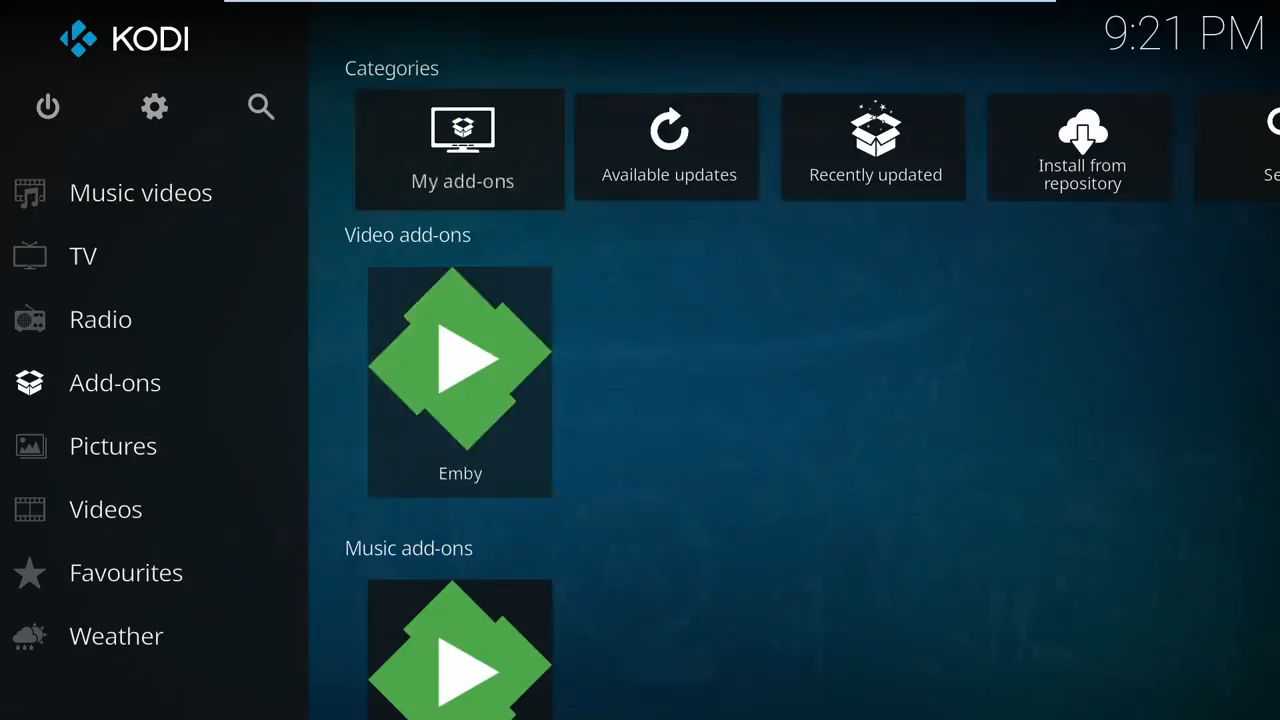 KODI
9:21 PM
Categories
My add-ons
Available updates
Recently updated
Install from
repository
Music videos
TV
Radio
Add-ons
Pictures
Videos
Favourites
Weather
Video add-ons
Emby
Music add-ons